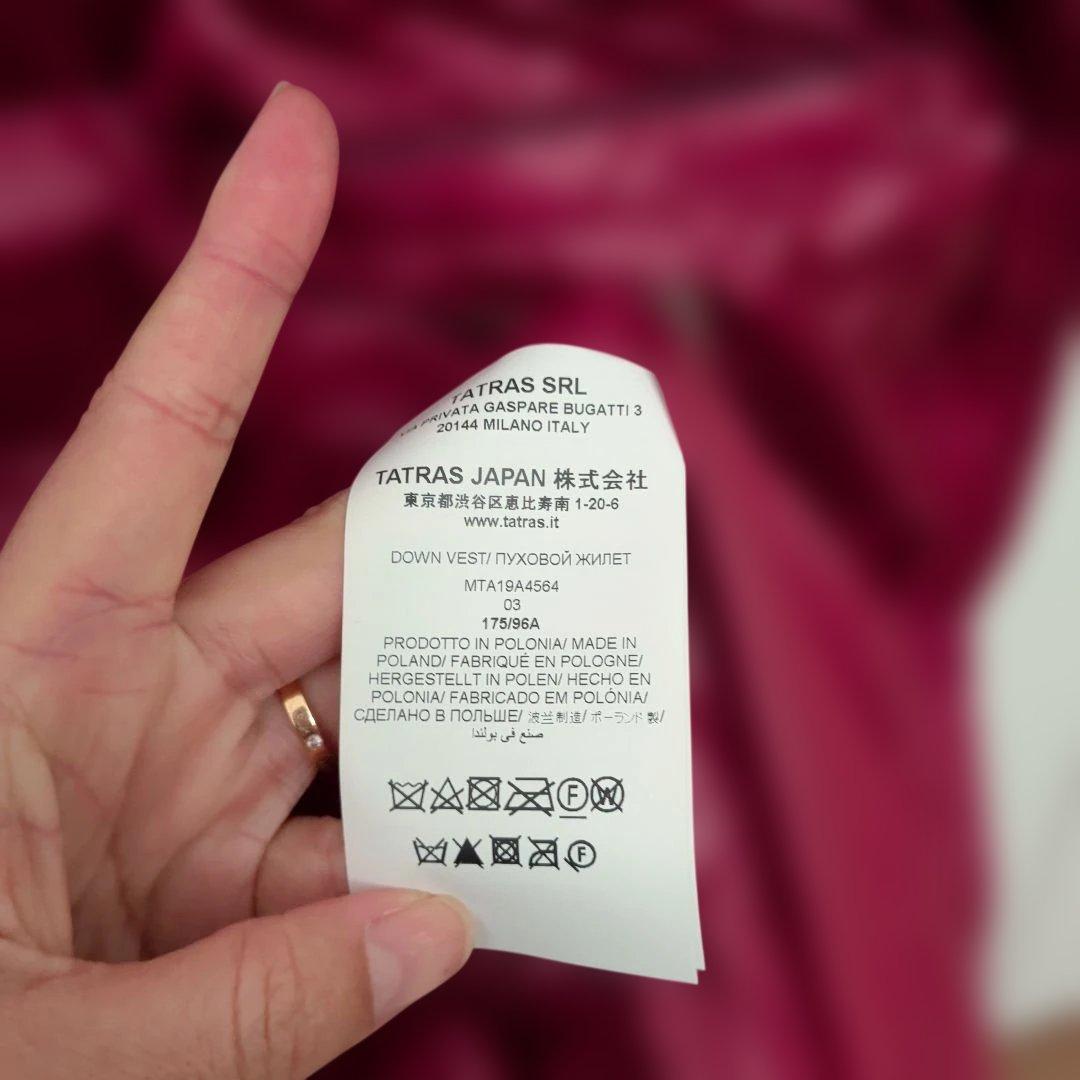 TATRAS SRL
VIA PRIVATA GASPARE BUGATTI 3
20144 MILANO ITALY
TATRAS JAPAN 株式会社
東京都渋谷区恵比寿南 1-20-6
www.tatras.it
DOWN VEST/ ПУХОВОЙ ЖИЛЕТ
MTA19A4564
03
175/96A
PRODOTTO IN POLONIA/ MADE IN
POLAND/ FABRIQUÉ EN POLOGNE/
HERGESTELLT IN POLEN/ HECHO EN
POLONIA/ FABRICADO EM POLÓNIA/
СДЕЛАНО В ПОЛЬШЕ/ 波兰制造/ ポーランド製/
صنع في بولندا
F W
F